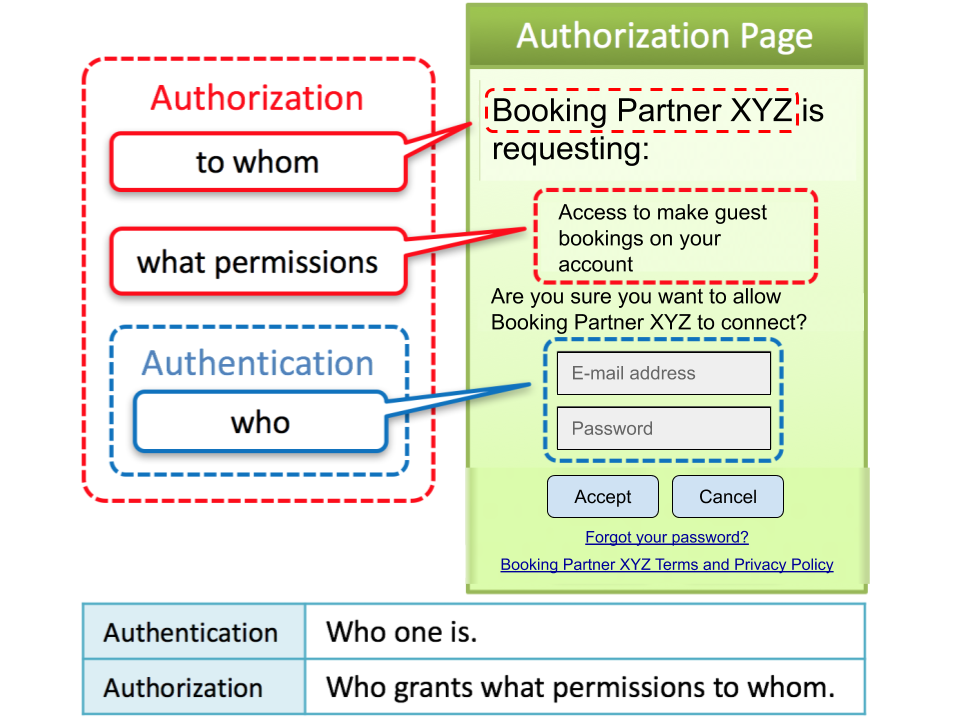 Authorization
to whom
what permissions
Authentication
who
Authorization Page
Booking Partner XYZ is
requesting:
Access to make guest
bookings on your
account
Are you sure you want to allow
Booking Partner XYZ to connect?
E-mail address
Password
Accept Cancel
Forgot your password?
Booking Partner XYZ Terms and Privacy Policy
Authentication Who one is.
Authorization Who grants what permissions to whom.